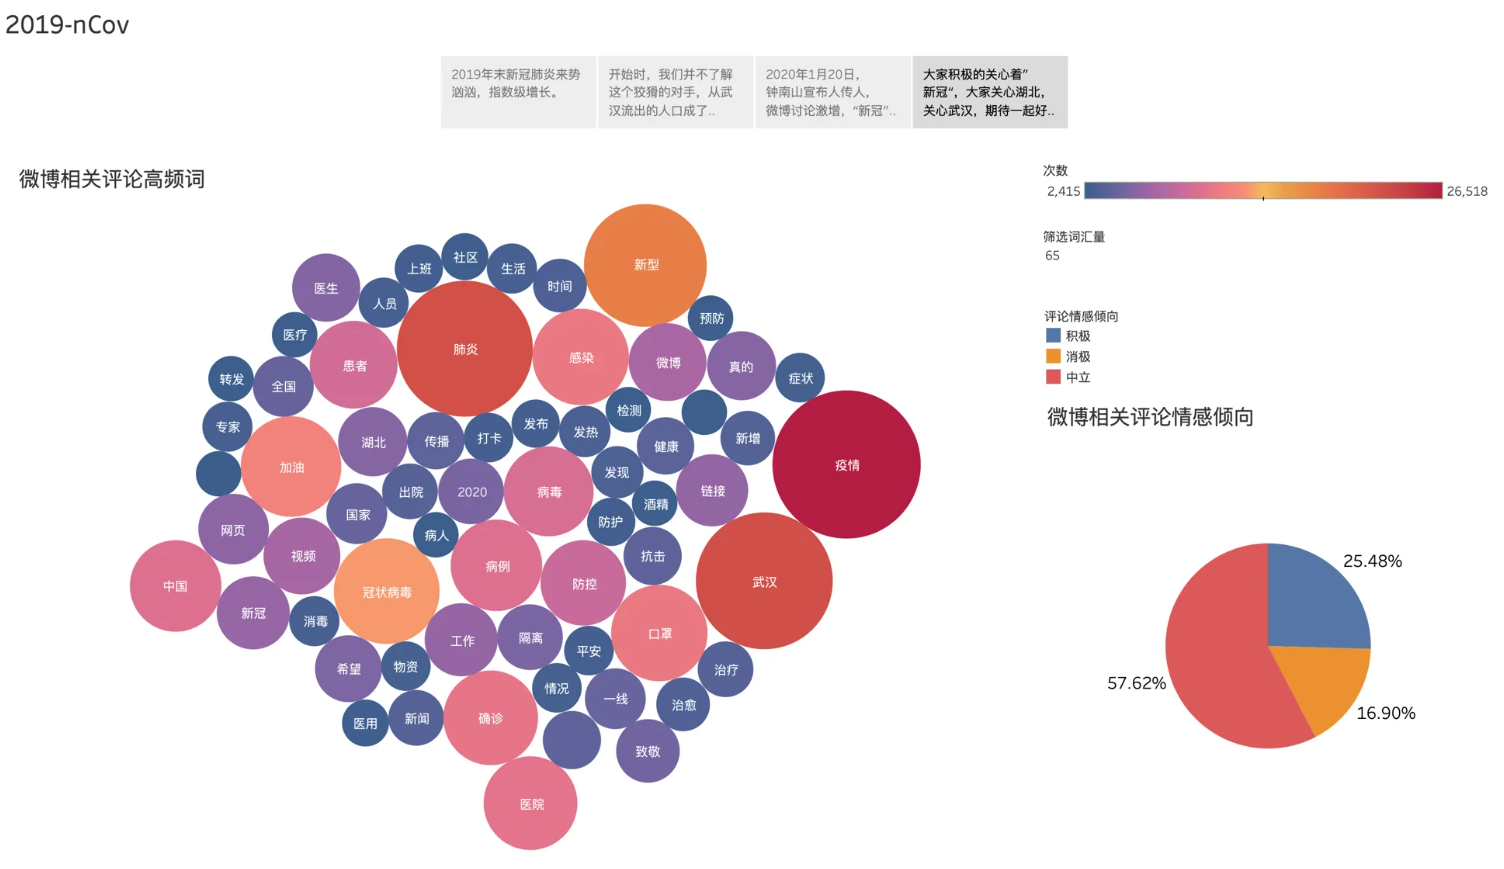 2019-nCov
2019年末新冠肺炎来势
汹汹，指数级增长。
开始时，我们并不了解
这个狡猾的对手，从武
汉流出的人口成了..
2020年1月20日，
钟南山宣布人传人，
微博讨论激增，“新冠”..
大家积极的关心着”
新冠“，大家关心湖北，
关心武汉，期待一起好..
微博相关评论高频词
次数
2,415
26,518
筛选词汇量
65
评论情感倾向
积极
消极
中立
微博相关评论情感倾向
25.48%
57.62%
16.90%
社区
上班
生活
新型
时间
医生
人员
预防
医疗
肺炎
感染
微博
患者
真的
转发
全国
症状
检测
专家
发布
湖北
传播
打卡
发热
健康
新增
加油
疫情
发现
出院
2020
病毒
链接
酒精
国家
防护
网页
病人
视频
抗击
病例
中国
防控
武汉
冠状病毒
新冠
消毒
口罩
工作
隔离
平安
希望
物资
治疗
情况
一线
治愈
医用
新闻
确诊
致敬
医院